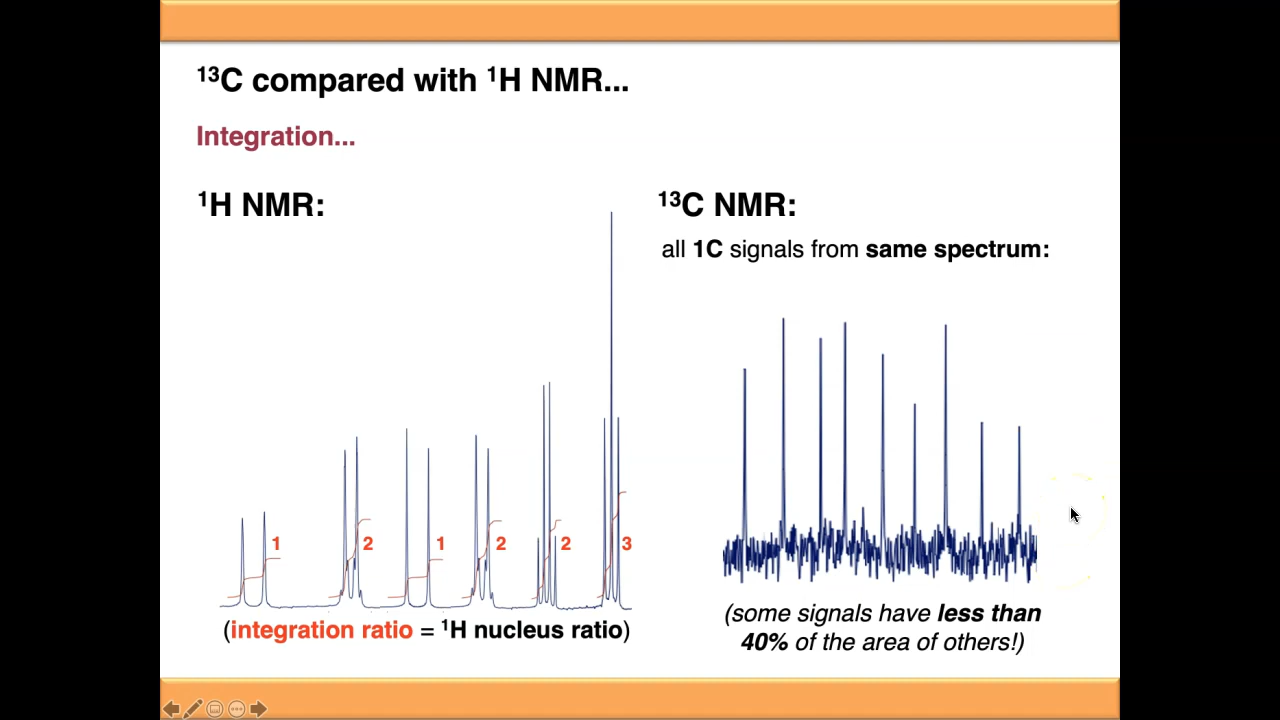 ¹³C compared with ¹H NMR...
Integration...
¹H NMR:
1
2
1
2
2
3
(integration ratio = ¹H nucleus ratio)
¹³C NMR:
all 1C signals from same spectrum:
(some signals have less than
40% of the area of others!)